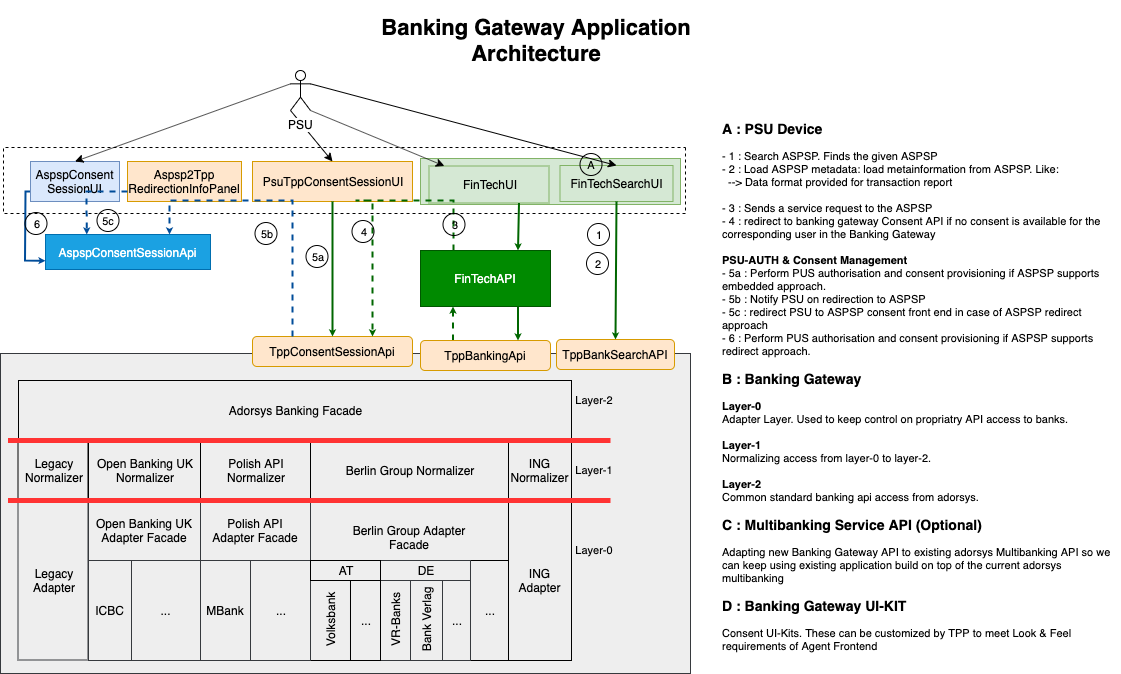 Banking Gateway Application
Architecture
PSU
A
AspspConsent
SessionUI
Aspsp2Tpp
RedirectionInfoPanel
PsuTppConsentSessionUI
FinTechUI
FinTechSearchUI
6
5c
5b
5a
4
3
1
2
AspspConsentSessionApi
FinTechAPI
TppConsentSessionApi
TppBankingApi
TppBankSearchAPI
Adorsys Banking Facade
Layer-2
Legacy
Normalizer
Open Banking UK
Normalizer
Polish API
Normalizer
Berlin Group Normalizer
ING
Normalizer
Layer-1
Open Banking UK
Adapter Facade
Polish API
Adapter Facade
Berlin Group Adapter
Facade
Layer-0
Legacy
Adapter
ING
Adapter
AT
DE
ICBC
...
MBank
...
Volksbank
...
VR-Banks
Bank Verlag
...
...
A : PSU Device
- 1 : Search ASPSP. Finds the given ASPSP
- 2 : Load ASPSP metadata: load metainformation from ASPSP. Like:
--> Data format provided for transaction report
- 3 : Sends a service request to the ASPSP
- 4 : redirect to banking gateway Consent API if no consent is available for the
corresponding user in the Banking Gateway
PSU-AUTH & Consent Management
- 5a : Perform PUS authorisation and consent provisioning if ASPSP supports
embedded approach.
- 5b : Notify PSU on redirection to ASPSP
- 5c : redirect PSU to ASPSP consent front end in case of ASPSP redirect
approach
- 6 : Perform PUS authorisation and consent provisioning if ASPSP supports
redirect approach.
B : Banking Gateway
Layer-0
Adapter Layer. Used to keep control on propriatry API access to banks.
Layer-1
Normalizing access from layer-0 to layer-2.
Layer-2
Common standard banking api access from adorsys.
C : Multibanking Service API (Optional)
Adapting new Banking Gateway API to existing adorsys Multibanking API so we
can keep using existing application build on top of the current adorsys
multibanking
D : Banking Gateway UI-KIT
Consent UI-Kits. These can be customized by TPP to meet Look & Feel
requirements of Agent Frontend